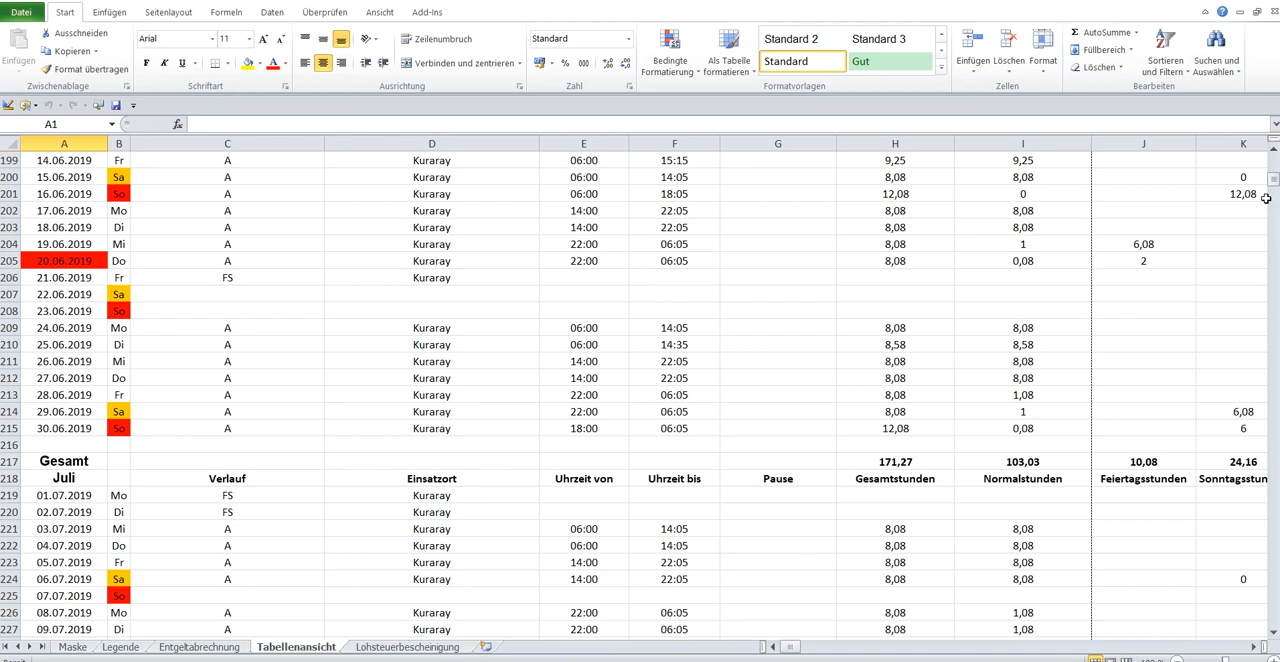 Datei Start Einfügen Seitenlayout Formeln Daten Überprüfen Ansicht Add-Ins
Ausschneiden Arial 11 Zeilenumbruch Standard Standard 2 Standard 3 AutoSumme
Einfügen Kopieren Bedingte Formatierung Als Tabelle formatieren Einfügen Löschen Format Füllbereich Sortieren und Filtern Suchen und Auswählen
Format übertragen F K U Verbinden und zentrieren % 000 Standard Gut Löschen
Zwischenablage Schriftart Ausrichtung Zahl Formatvorlagen Zellen Bearbeiten
A1 fx
A B C D E F G H I J K
199 14.06.2019 Fr A Kuraray 06:00 15:15 9,25 9,25
200 15.06.2019 Sa A Kuraray 06:00 14:05 8,08 8,08 0
201 16.06.2019 So A Kuraray 06:00 18:05 12,08 0 12,08
202 17.06.2019 Mo A Kuraray 14:00 22:05 8,08 8,08
203 18.06.2019 Di A Kuraray 14:00 22:05 8,08 8,08
204 19.06.2019 Mi A Kuraray 22:00 06:05 8,08 1 6,08
205 20.06.2019 Do A Kuraray 22:00 06:05 8,08 0,08 2
206 21.06.2019 Fr FS Kuraray
207 22.06.2019 Sa
208 23.06.2019 So
209 24.06.2019 Mo A Kuraray 06:00 14:05 8,08 8,08
210 25.06.2019 Di A Kuraray 06:00 14:35 8,58 8,58
211 26.06.2019 Mi A Kuraray 14:00 22:05 8,08 8,08
212 27.06.2019 Do A Kuraray 14:00 22:05 8,08 8,08
213 28.06.2019 Fr A Kuraray 22:00 06:05 8,08 1,08
214 29.06.2019 Sa A Kuraray 22:00 06:05 8,08 1 6,08
215 30.06.2019 So A Kuraray 18:00 06:05 12,08 0,08 6
216
217 Gesamt 171,27 103,03 10,08 24,16
218 Juli Verlauf Einsatzort Uhrzeit von Uhrzeit bis Pause Gesamtstunden Normalstunden Feiertagsstunden Sonntagsstun
219 01.07.2019 Mo FS Kuraray
220 02.07.2019 Di FS Kuraray
221 03.07.2019 Mi A Kuraray 06:00 14:05 8,08 8,08
222 04.07.2019 Do A Kuraray 06:00 14:05 8,08 8,08
223 05.07.2019 Fr A Kuraray 14:00 22:05 8,08 8,08
224 06.07.2019 Sa A Kuraray 14:00 22:05 8,08 8,08 0
225 07.07.2019 So
226 08.07.2019 Mo A Kuraray 22:00 06:05 8,08 1,08
227 09.07.2019 Di A Kuraray 22:00 06:05 8,08 1,08
Maske Legende Entgeltabrechnung Tabellenansicht Lohsteuerbescheinigung